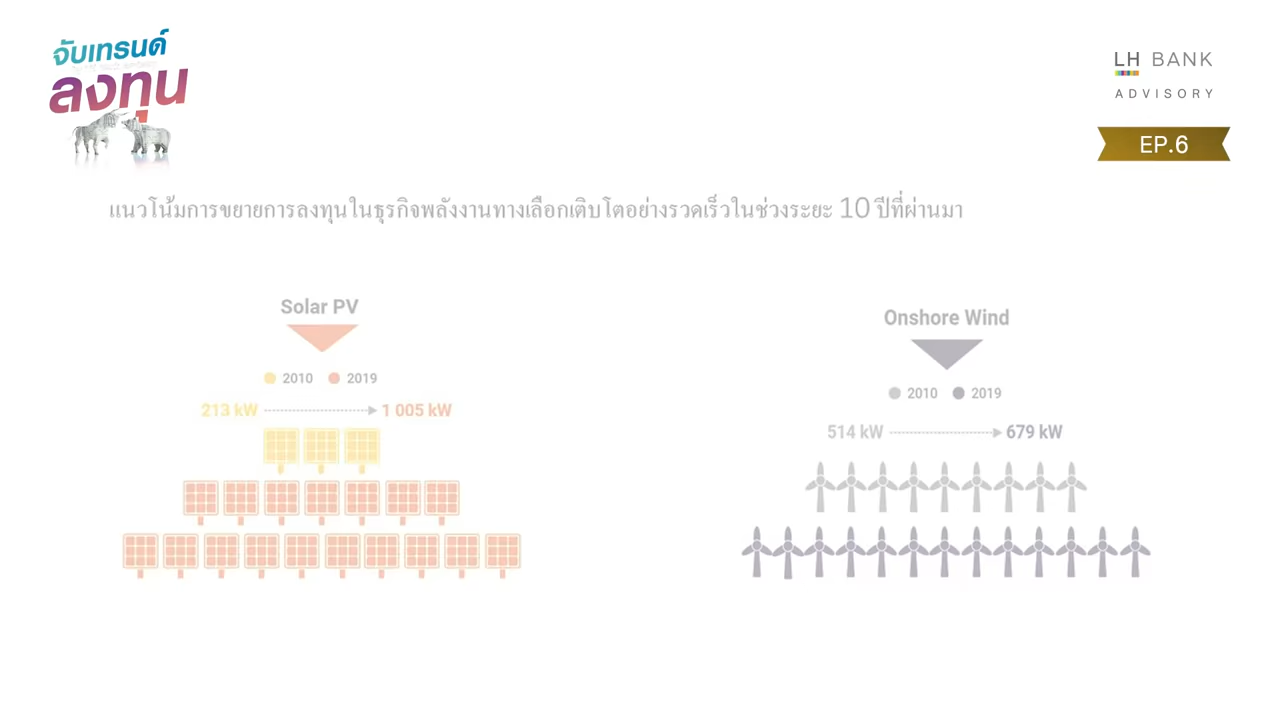 จับเทรนด์
ลงทุน
LH BANK
ADVISORY
EP.6
แนวโน้มการขยายการลงทุนในธุรกิจพลังงานทางเลือกเติบโตอย่างรวดเร็วในช่วงระยะ 10 ปีที่ผ่านมา
Solar PV
2010 2019
213 kW 1 005 kW
Onshore Wind
2010 2019
514 kW 679 kW